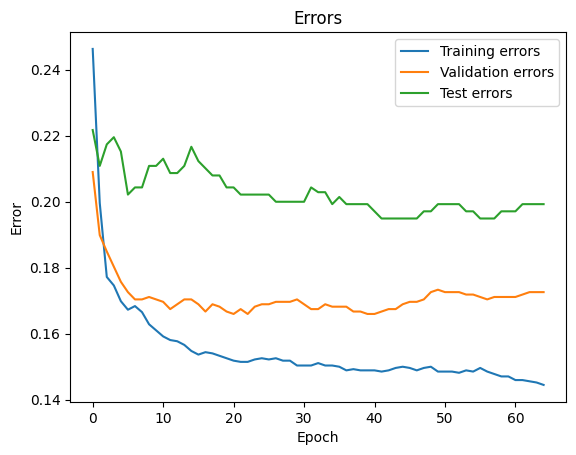 Errors
Training errors
Validation errors
Test errors
0.24
0.22
0.20
0.18
0.16
0.14
Error
0
10
20
30
40
50
60
Epoch